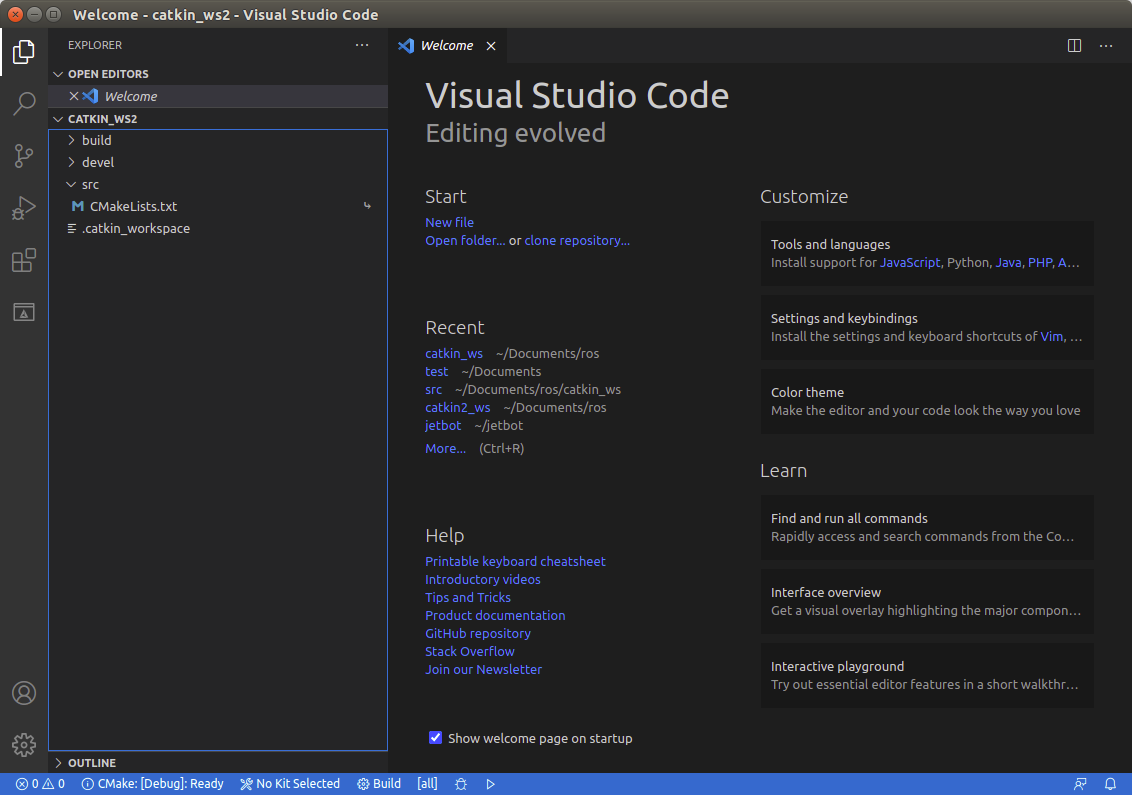 Welcome - catkin_ws2 - Visual Studio Code
EXPLORER
OPEN EDITORS
Welcome
CATKIN_WS2
build
devel
src
CMakeLists.txt
.catkin_workspace
OUTLINE
Welcome
Visual Studio Code
Editing evolved
Start
New file
Open folder... or clone repository...
Recent
catkin_ws ~/Documents/ros
test ~/Documents
src ~/Documents/ros/catkin_ws
catkin2_ws ~/Documents/ros
jetbot ~/jetbot
More... (Ctrl+R)
Help
Printable keyboard cheatsheet
Introductory videos
Tips and Tricks
Product documentation
GitHub repository
Stack Overflow
Join our Newsletter
Show welcome page on startup
Customize
Tools and languages
Install support for JavaScript, Python, Java, PHP, A...
Settings and keybindings
Install the settings and keyboard shortcuts of Vim, ...
Color theme
Make the editor and your code look the way you love
Learn
Find and run all commands
Rapidly access and search commands from the Co...
Interface overview
Get a visual overlay highlighting the major compon...
Interactive playground
Try out essential editor features in a short walkthr...
0 0 CMake: [Debug]: Ready No Kit Selected Build [all]